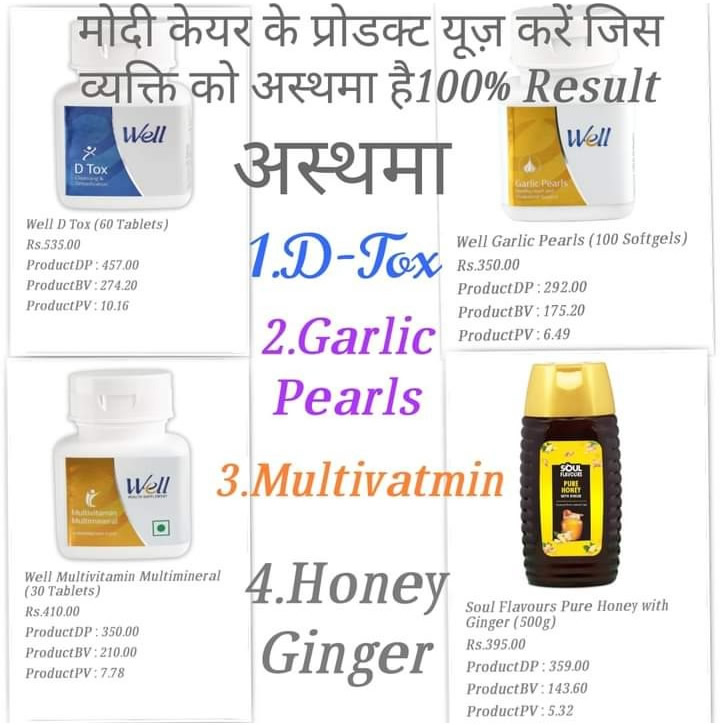 मोदी केयर के प्रोडक्ट यूज़ करें जिस
व्यक्ति को अस्थमा है100% Result
अस्थमा
Well
D Tox
Well D Tox (60 Tablets)
Rs.535.00
ProductDP : 457.00
ProductBV : 274.20
ProductPV : 10.16
1.D-Tox
Well
Garlic Pearls
Well Garlic Pearls (100 Softgels)
Rs.350.00
ProductDP : 292.00
ProductBV : 175.20
ProductPV : 6.49
2.Garlic
Pearls
3.Multivatmin
Well
Multivitamin
Multimineral
Well Multivitamin Multimineral
(30 Tablets)
Rs.410.00
ProductDP : 350.00
ProductBV : 210.00
ProductPV : 7.78
4.Honey
Ginger
SOUL
FLAVOURS
PURE
HONEY
WITH GINGER
Soul Flavours Pure Honey with
Ginger (500g)
Rs.395.00
ProductDP : 359.00
ProductBV : 143.60
ProductPV : 5.32